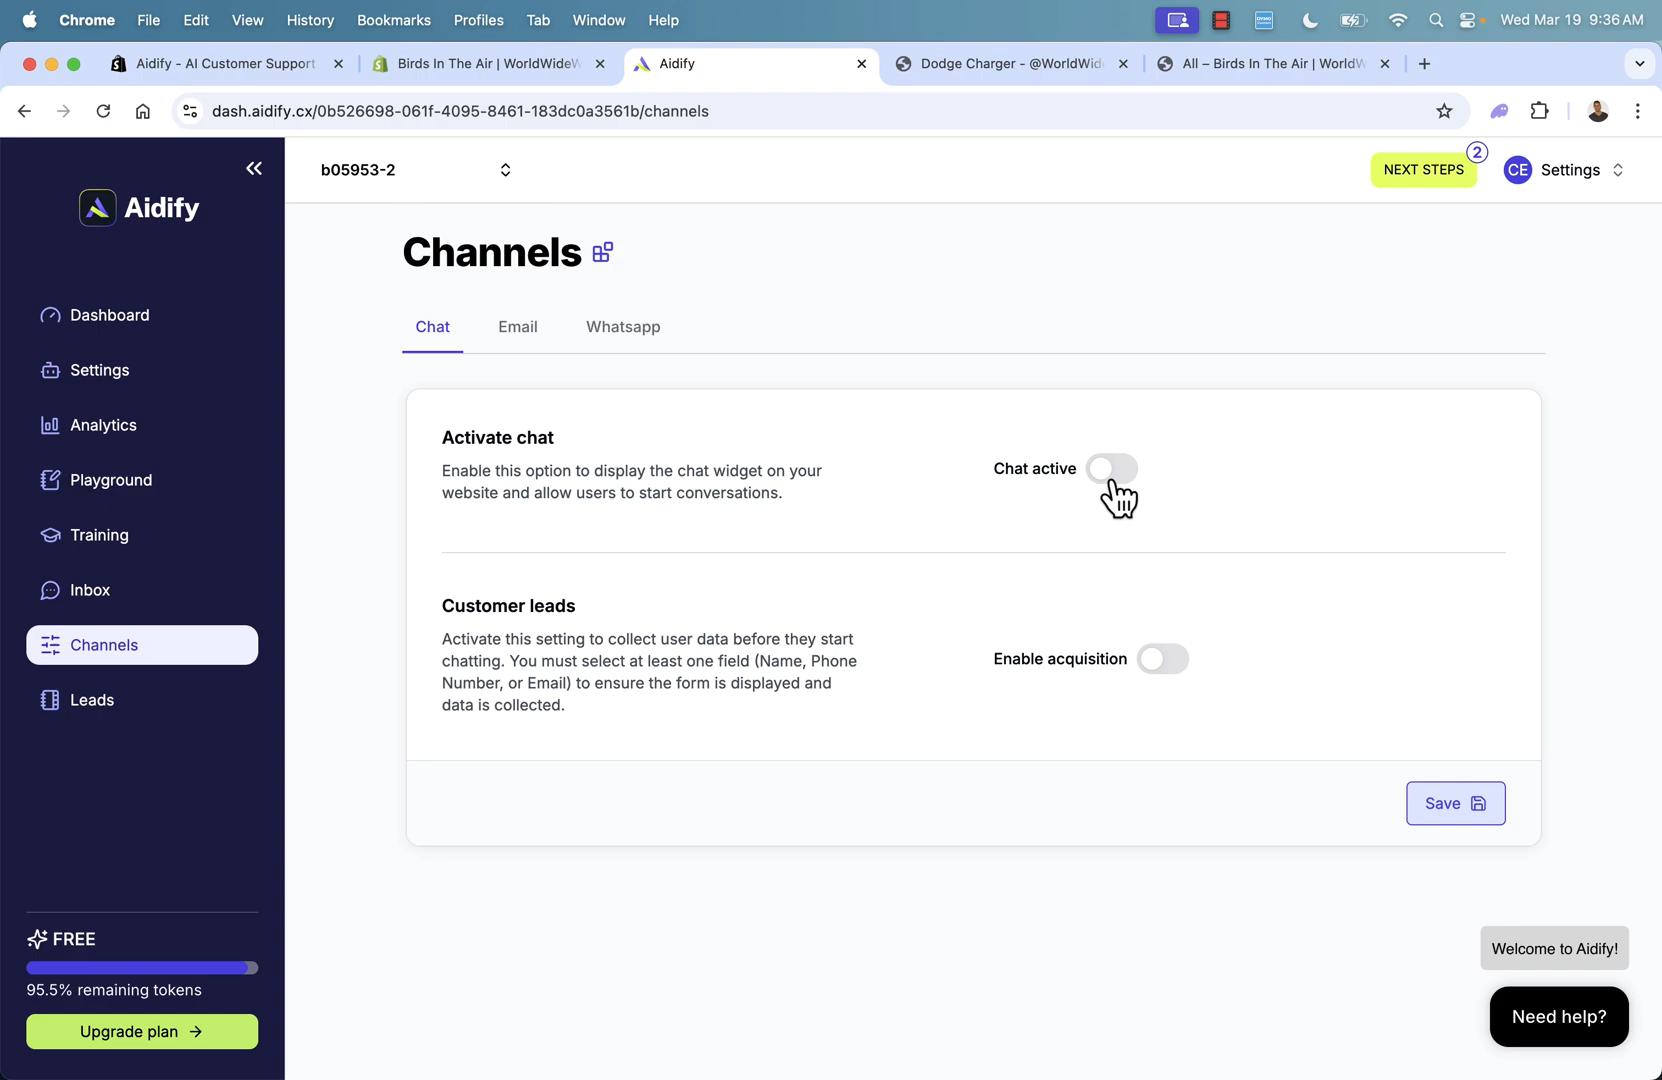 Chrome File Edit View History Bookmarks Profiles Tab Window Help Wed Mar 19 9:36 AM
Aidify - AI Customer Support Birds In The Air | WorldWideW Aidify Dodge Charger - @WorldWide All – Birds In The Air | WorldW
dash.aidify.cx/0b526698-061f-4095-8461-183dc0a3561b/channels
Aidify
Dashboard
Settings
Analytics
Playground
Training
Inbox
Channels
Leads
FREE
95.5% remaining tokens
Upgrade plan
b05953-2
NEXT STEPS 2 CE Settings
Channels
Chat Email Whatsapp
Activate chat
Enable this option to display the chat widget on your
website and allow users to start conversations.
Chat active
Customer leads
Activate this setting to collect user data before they start
chatting. You must select at least one field (Name, Phone
Number, or Email) to ensure the form is displayed and
data is collected.
Enable acquisition
Save
Welcome to Aidify!
Need help?